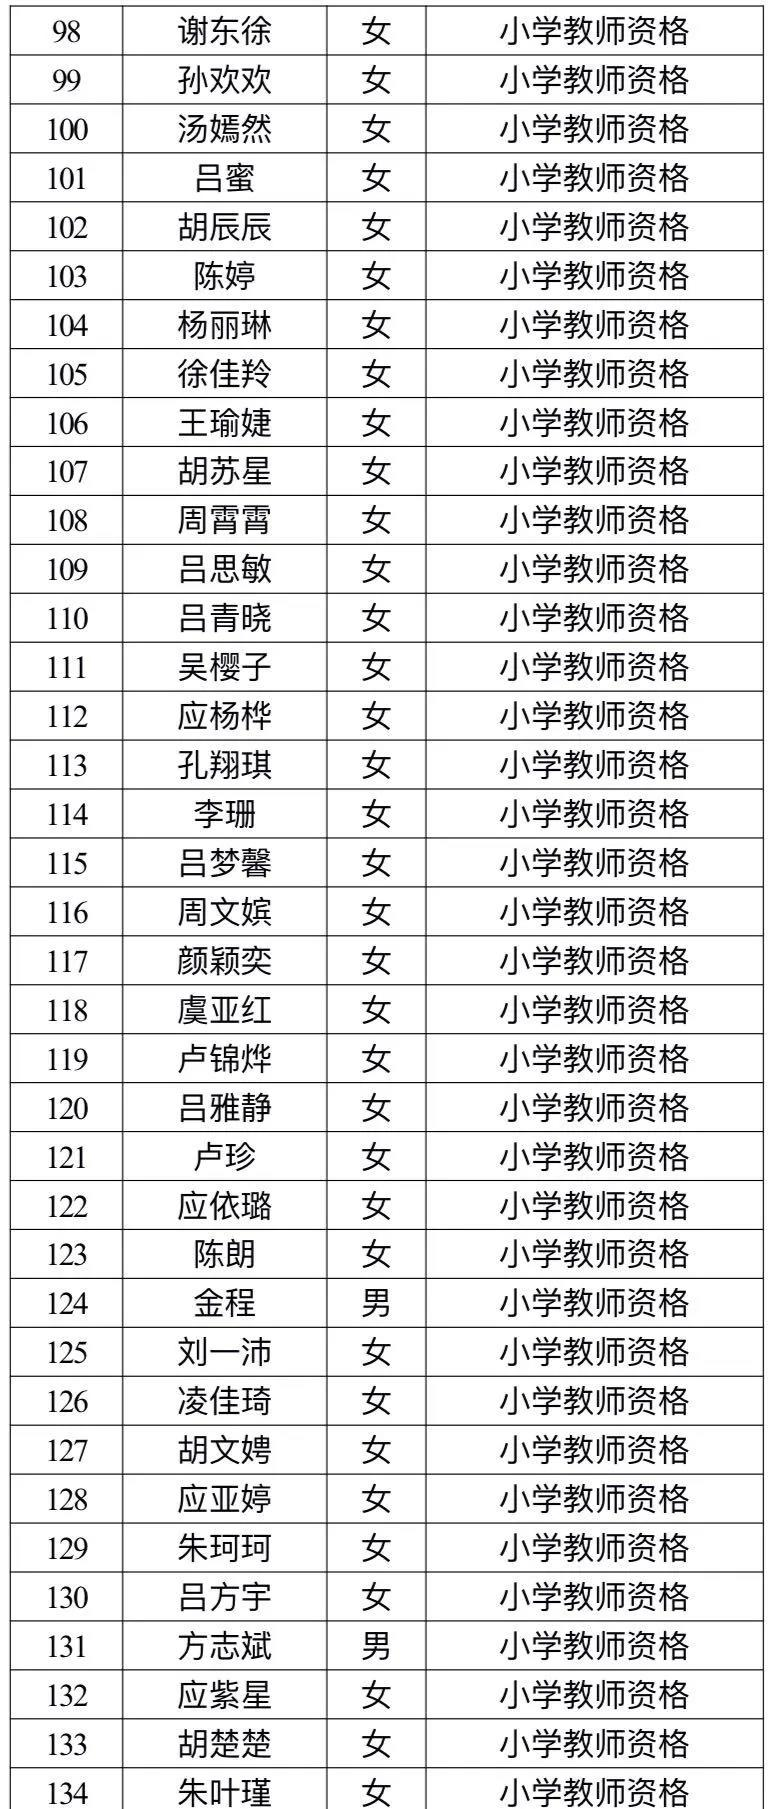 98 谢东徐 女 小学教师资格
99 孙欢欢 女 小学教师资格
100 汤嫣然 女 小学教师资格
101 吕蜜 女 小学教师资格
102 胡辰辰 女 小学教师资格
103 陈婷 女 小学教师资格
104 杨丽琳 女 小学教师资格
105 徐佳羚 女 小学教师资格
106 王瑜婕 女 小学教师资格
107 胡苏星 女 小学教师资格
108 周霄霄 女 小学教师资格
109 吕思敏 女 小学教师资格
110 吕青晓 女 小学教师资格
111 吴樱子 女 小学教师资格
112 应杨桦 女 小学教师资格
113 孔翔琪 女 小学教师资格
114 李珊 女 小学教师资格
115 吕梦馨 女 小学教师资格
116 周文嫔 女 小学教师资格
117 颜颖奕 女 小学教师资格
118 虞亚红 女 小学教师资格
119 卢锦烨 女 小学教师资格
120 吕雅静 女 小学教师资格
121 卢珍 女 小学教师资格
122 应依璐 女 小学教师资格
123 陈朗 女 小学教师资格
124 金程 男 小学教师资格
125 刘一沛 女 小学教师资格
126 凌佳琦 女 小学教师资格
127 胡文娉 女 小学教师资格
128 应亚婷 女 小学教师资格
129 朱珂珂 女 小学教师资格
130 吕方宇 女 小学教师资格
131 方志斌 男 小学教师资格
132 应紫星 女 小学教师资格
133 胡楚楚 女 小学教师资格
134 朱叶瑾 女 小学教师资格